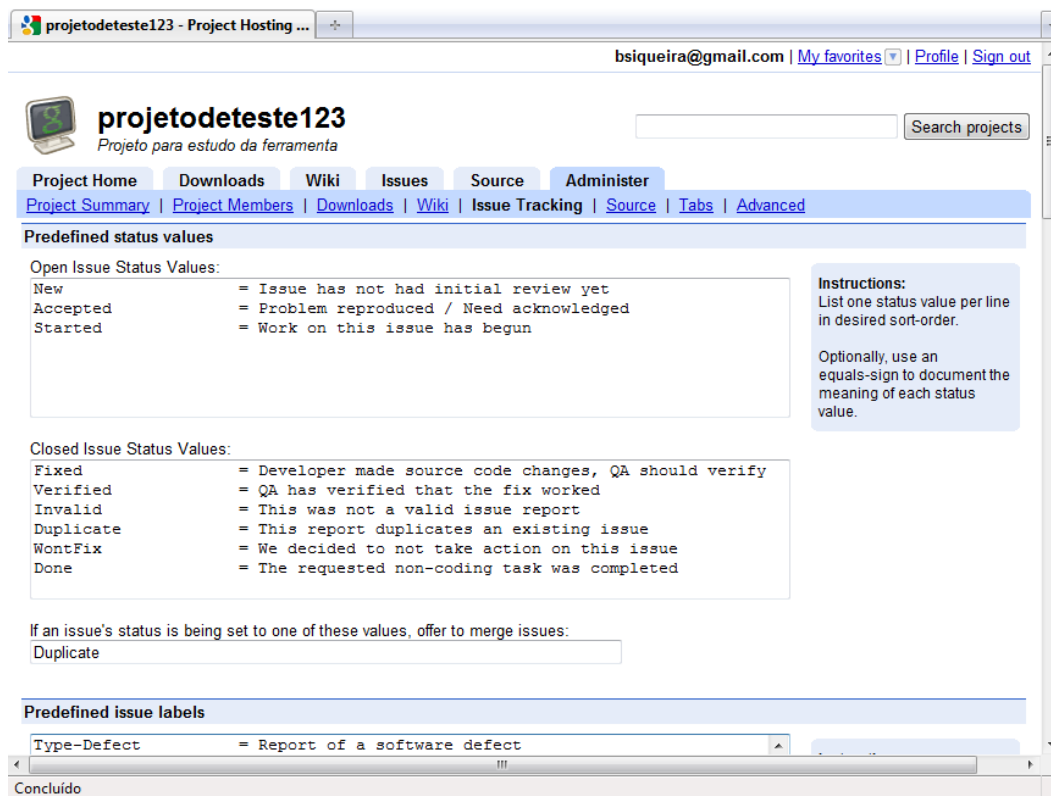 projetodeteste123 - Project Hosting ...
bsiqueira@gmail.com | My favorites | Profile | Sign out
projetodeteste123
Projeto para estudo da ferramenta
Search projects
Project Home Downloads Wiki Issues Source Administer
Project Summary | Project Members | Downloads | Wiki | Issue Tracking | Source | Tabs | Advanced
Predefined status values
Open Issue Status Values:
New = Issue has not had initial review yet
Accepted = Problem reproduced / Need acknowledged
Started = Work on this issue has begun
Instructions:
List one status value per line
in desired sort-order.
Optionally, use an
equals-sign to document the
meaning of each status
value.
Closed Issue Status Values:
Fixed = Developer made source code changes, QA should verify
Verified = QA has verified that the fix worked
Invalid = This was not a valid issue report
Duplicate = This report duplicates an existing issue
WontFix = We decided to not take action on this issue
Done = The requested non-coding task was completed
If an issue's status is being set to one of these values, offer to merge issues:
Duplicate
Predefined issue labels
Type-Defect = Report of a software defect
Concluído